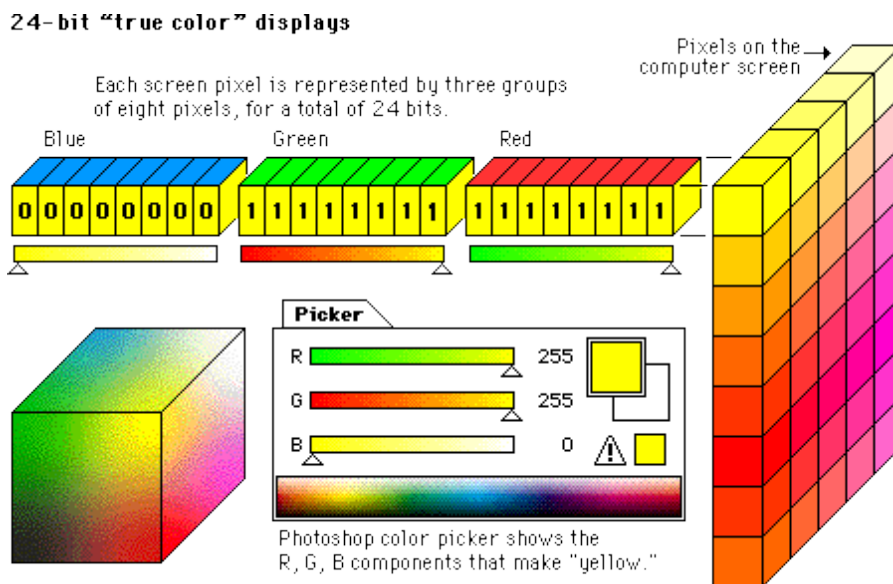 24-bit “true color” displays
Pixels on the
computer screen
Each screen pixel is represented by three groups
of eight pixels, for a total of 24 bits.
Blue Green Red
0 0 0 0 0 0 0 0 1 1 1 1 1 1 1 1 1 1 1 1 1 1 1 1
Picker
R 255
G 255
B 0
Photoshop color picker shows the
R, G, B components that make "yellow."